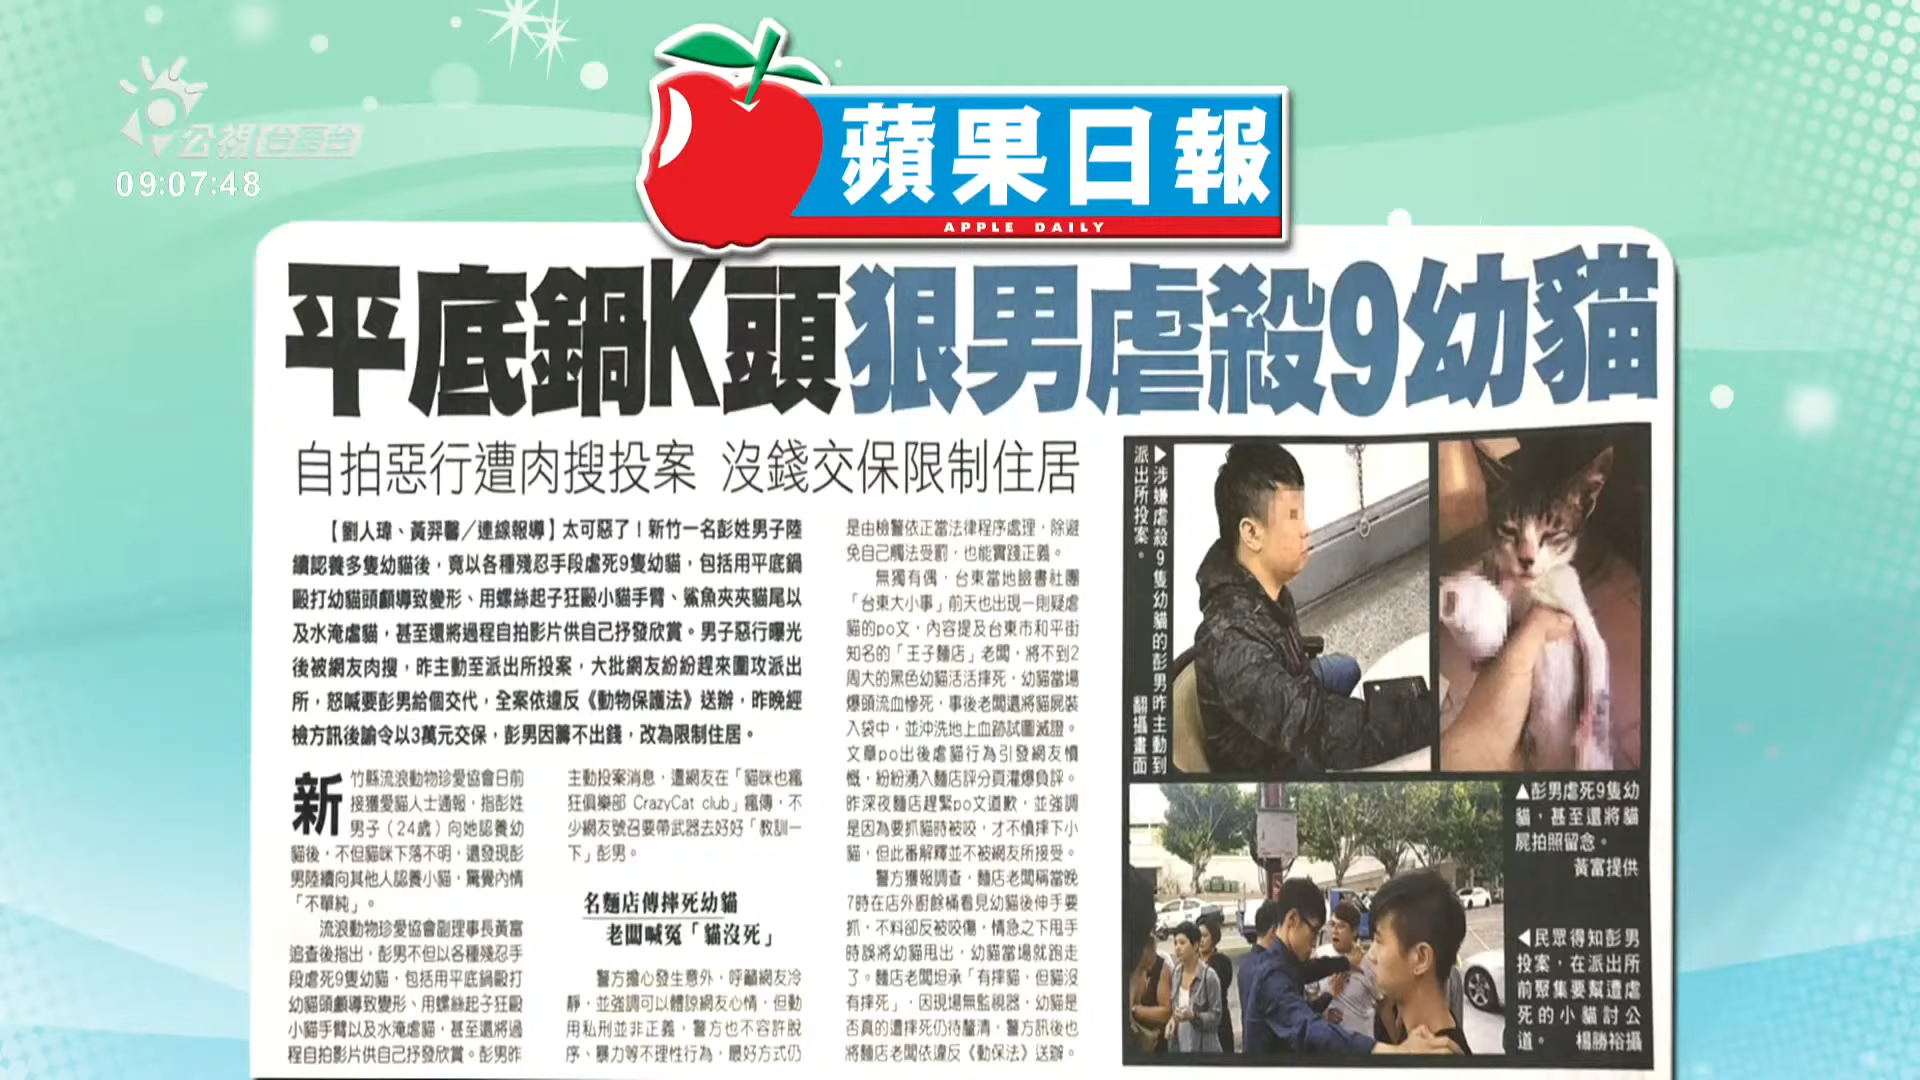 公視台語台
09:07:48
蘋果日報
APPLE DAILY
平底鍋K頭狠男虐殺9幼貓
自拍惡行遭肉搜投案 沒錢交保限制住居
【劉人瑋、黃羿馨/連線報導】太可惡了!新竹一名彭姓男子陸
續認養多隻幼貓後,竟以各種殘忍手段虐死9隻幼貓,包括用平底鍋
毆打幼貓頭顱導致變形、用螺絲起子狂毆小貓手臂、鯊魚夾夾貓尾以
及水淹虐貓,甚至還將過程自拍影片供自己抒發欣賞。男子惡行曝光
後被網友肉搜,昨主動至派出所投案,大批網友紛紛趕來圍攻派出
所,怒喊要彭男給個交代,全案依違反《動物保護法》送辦,昨晚經
檢方訊後諭令以3萬元交保,彭男因籌不出錢,改為限制住居。
新竹縣流浪動物珍愛協會日前
接獲愛貓人士通報,指彭姓
男子(24歲)向她認養幼
貓後,不但貓咪下落不明,還發現彭
男陸續向其他人認養小貓,驚覺內情
「不單純」。
流浪動物珍愛協會副理事長黃富
追查後指出,彭男不但以各種殘忍手
段虐死9隻幼貓,包括用平底鍋毆打
幼貓頭顱導致變形、用螺絲起子狂毆
小貓手臂以及水淹虐貓,甚至還將過
程自拍影片供自己抒發欣賞。彭男昨
主動投案消息,遭網友在「貓咪也瘋
狂俱樂部 CrazyCat club」瘋傳,不
少網友號召要帶武器去好好「教訓一
下」彭男。
名麵店傳摔死幼貓
老闆喊冤「貓沒死」
警方擔心發生意外,呼籲網友冷
靜,並強調可以體諒網友心情,但動
用私刑並非正義,警方也不容許脫
序、暴力等不理性行為,最好方式仍
是由檢警依正當法律程序處理,除避
免自己觸法受罰,也能實踐正義。
無獨有偶,台東當地臉書社團
「台東大小事」前天也出現一則疑虐
貓的po文,內容提及台東市和平街
知名的「王子麵店」老闆,將不到2
周大的黑色幼貓活活摔死,幼貓當場
爆頭流血慘死,事後老闆還將貓屍裝
入袋中,並沖洗地上血跡試圖滅證。
文章po出後虐貓行為引發網友憤
慨,紛紛湧入麵店評分頁灌爆負評。
昨深夜麵店趕緊po文道歉,並強調
是因為要抓貓時被咬,才不慎摔下小
貓,但此番解釋並不被網友所接受。
警方獲報調查,麵店老闆稱當晚
7時在店外廚餘桶看見幼貓後伸手要
抓,不料卻反被咬傷,情急之下甩手
時誤將幼貓甩出,幼貓當場就跑走
了。麵店老闆坦承「有摔貓,但貓沒
有摔死」,因現場無監視器,幼貓是
否真的遭摔死仍待釐清,警方訊後也
將麵店老闆依違反《動保法》送辦。
▶涉嫌虐殺9隻幼貓的彭男昨主動到
派出所投案。 翻攝畫面
▲彭男虐死9隻幼
貓,甚至還將貓
屍拍照留念。
黃富提供
◀民眾得知彭男
投案,在派出所
前聚集要幫遭虐
死的小貓討公
道。 楊勝裕攝